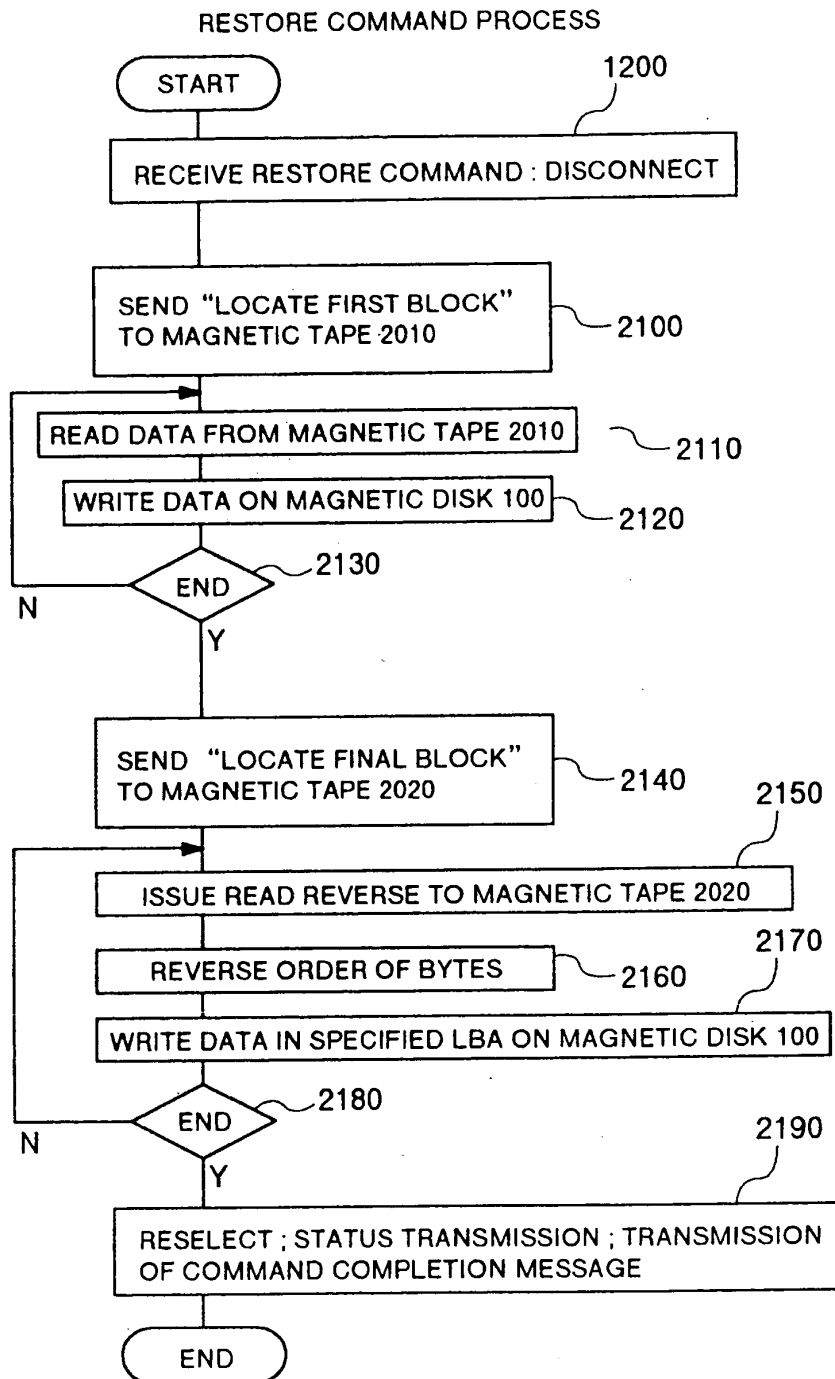 RESTORE COMMAND PROCESS
START
1200
RECEIVE RESTORE COMMAND : DISCONNECT
SEND “LOCATE FIRST BLOCK”
TO MAGNETIC TAPE 2010
2100
READ DATA FROM MAGNETIC TAPE 2010
2110
WRITE DATA ON MAGNETIC DISK 100
2120
END
2130
N
Y
SEND “LOCATE FINAL BLOCK”
TO MAGNETIC TAPE 2020
2140
2150
ISSUE READ REVERSE TO MAGNETIC TAPE 2020
REVERSE ORDER OF BYTES
2160
2170
WRITE DATA IN SPECIFIED LBA ON MAGNETIC DISK 100
END
2180
N
Y
2190
RESELECT ; STATUS TRANSMISSION ; TRANSMISSION
OF COMMAND COMPLETION MESSAGE
END